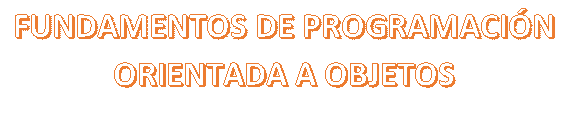 FUNDAMENTOS DE PROGRAMACIÓN
ORIENTADA A OBJETOS